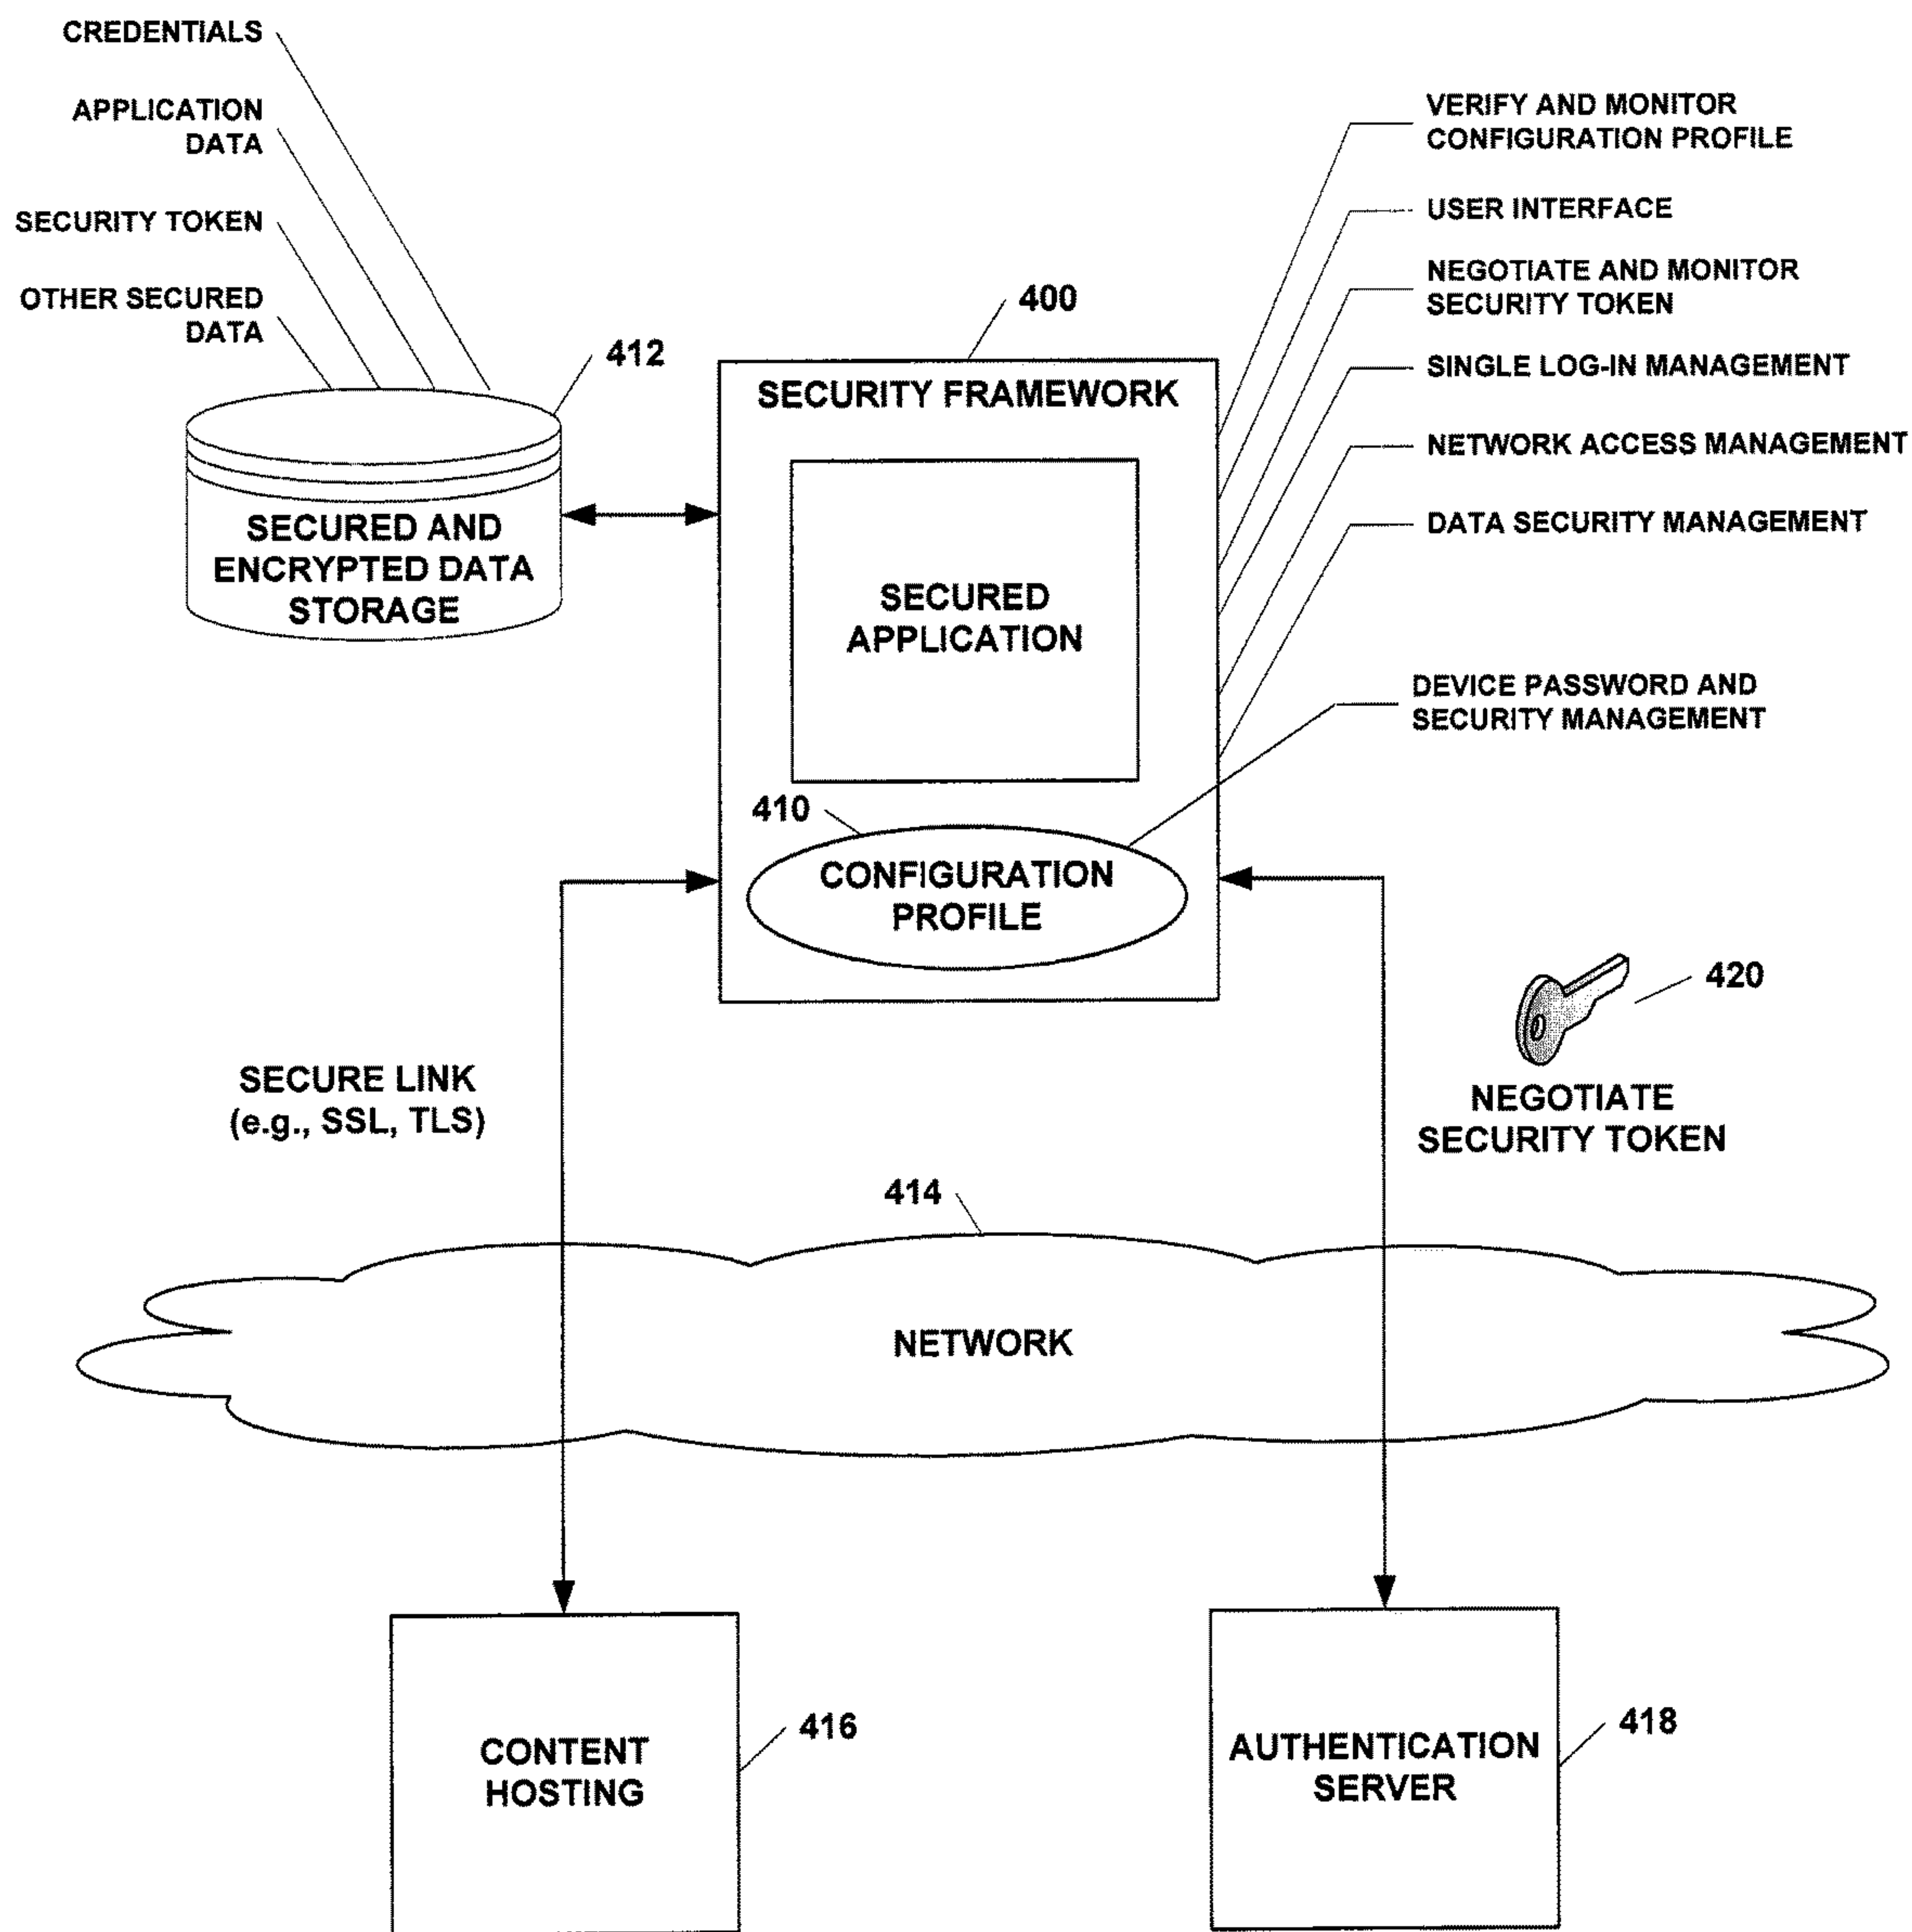 CREDENTIALS
APPLICATION
DATA
SECURITY TOKEN
OTHER SECURED
DATA
412
SECURED AND
ENCRYPTED DATA
STORAGE
400
SECURITY FRAMEWORK
SECURED
APPLICATION
410
CONFIGURATION
PROFILE
VERIFY AND MONITOR
CONFIGURATION PROFILE
USER INTERFACE
NEGOTIATE AND MONITOR
SECURITY TOKEN
SINGLE LOG-IN MANAGEMENT
NETWORK ACCESS MANAGEMENT
DATA SECURITY MANAGEMENT
DEVICE PASSWORD AND
SECURITY MANAGEMENT
420
NEGOTIATE
SECURITY TOKEN
SECURE LINK
(e.g., SSL, TLS)
414
NETWORK
CONTENT
HOSTING
416
AUTHENTICATION
SERVER
418